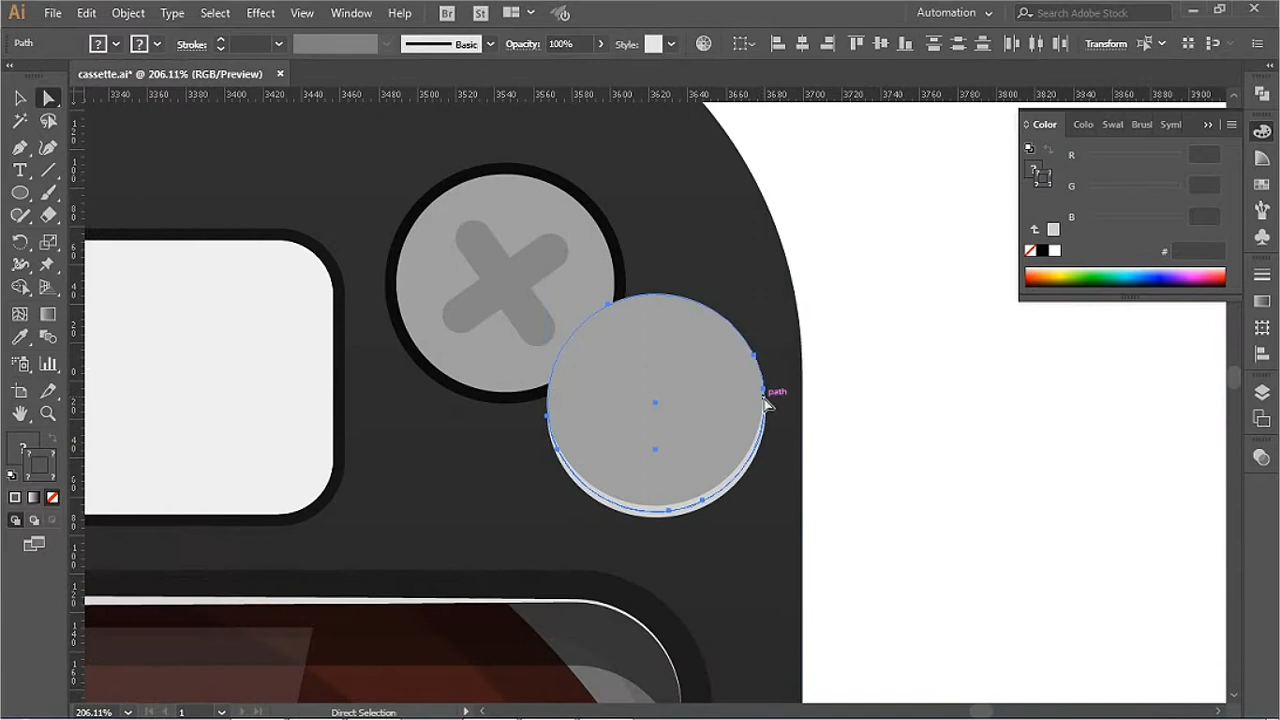 Ai File Edit Object Type Select Effect View Window Help Br St Automation Search Adobe Stock
Path ? ? Stroke: Basic Opacity: 100% Style: Transform
cassette.ai* @ 206.11% (RGB/Preview) ×
3340 3360 3380 3400 3420 3440 3460 3480 3500 3520 3540 3560 3580 3600 3620 3640 3660 3680 3700 3720 3740 3760 3780 3800 3820 3840 3860 3880 3900
Color Colo Swat Brusl Symb
R
G
B
#
path
206.11% 1 Direct Selection